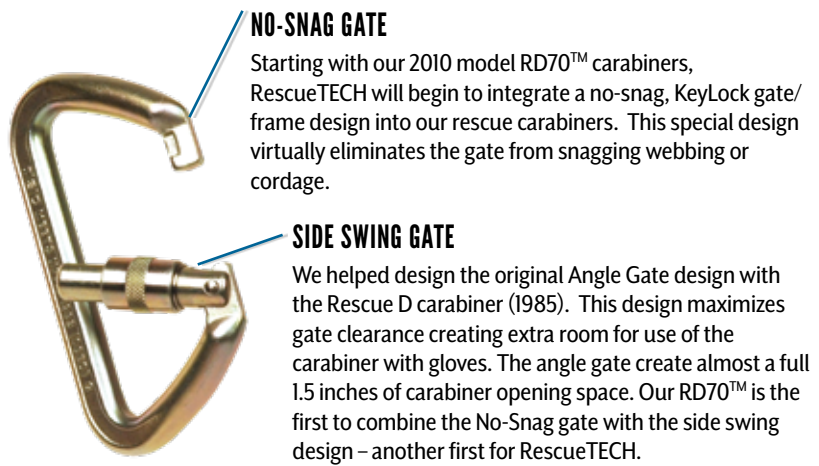 NO-SNAG GATE
Starting with our 2010 model RD70™ carabiners,
RescueTECH will begin to integrate a no-snag, KeyLock gate/
frame design into our rescue carabiners. This special design
virtually eliminates the gate from snagging webbing or
cordage.
SIDE SWING GATE
We helped design the original Angle Gate design with
the Rescue D carabiner (1985). This design maximizes
gate clearance creating extra room for use of the
carabiner with gloves. The angle gate create almost a full
1.5 inches of carabiner opening space. Our RD70™ is the
first to combine the No-Snag gate with the side swing
design – another first for RescueTECH.